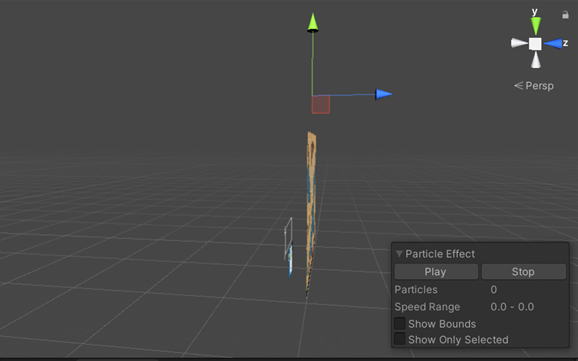 y
z
Persp
Particle Effect
Play Stop
Particles 0
Speed Range 0.0 - 0.0
Show Bounds
Show Only Selected